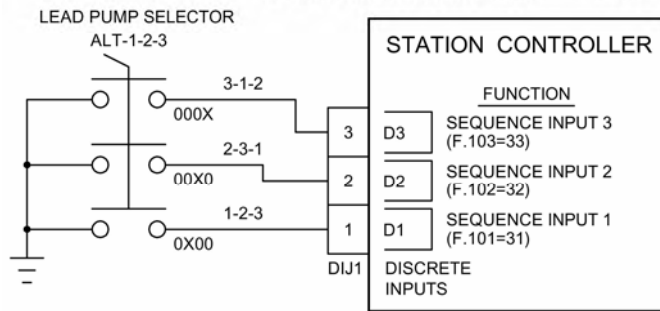 LEAD PUMP SELECTOR
ALT-1-2-3
STATION CONTROLLER
FUNCTION
3-1-2
000X
3
D3
SEQUENCE INPUT 3
(F.103=33)
2-3-1
00X0
2
D2
SEQUENCE INPUT 2
(F.102=32)
1-2-3
0X00
1
D1
SEQUENCE INPUT 1
(F.101=31)
DIJ1
DISCRETE
INPUTS